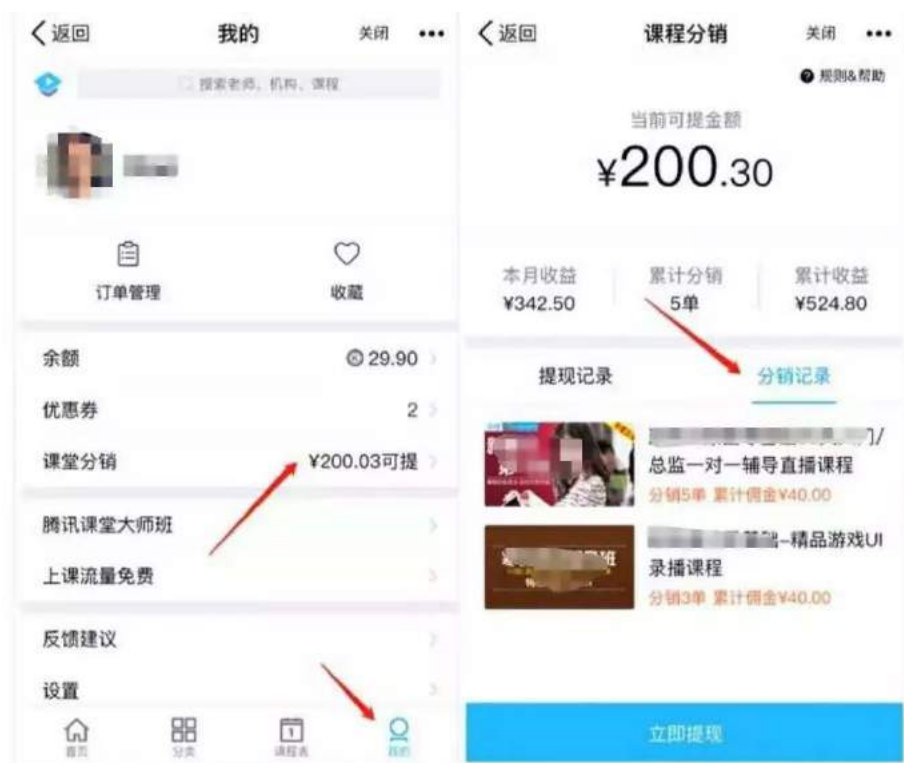 返回
我的
关闭
搜索老师、机构、课程
订单管理
收藏
余额
29.90
优惠券
2
课堂分销
¥200.03可提
腾讯课堂大师班
上课流量免费
反馈建议
设置
首页
分类
1
课程表
我的
返回
课程分销
关闭
? 规则&帮助
当前可提金额
¥200.30
本月收益
¥342.50
累计分销
5单
累计收益
¥524.80
提现记录
分销记录
/
总监一对一辅导直播课程
分销5单 累计佣金¥40.00
础–精品游戏UI
录播课程
分销3单 累计佣金¥40.00
立即提现